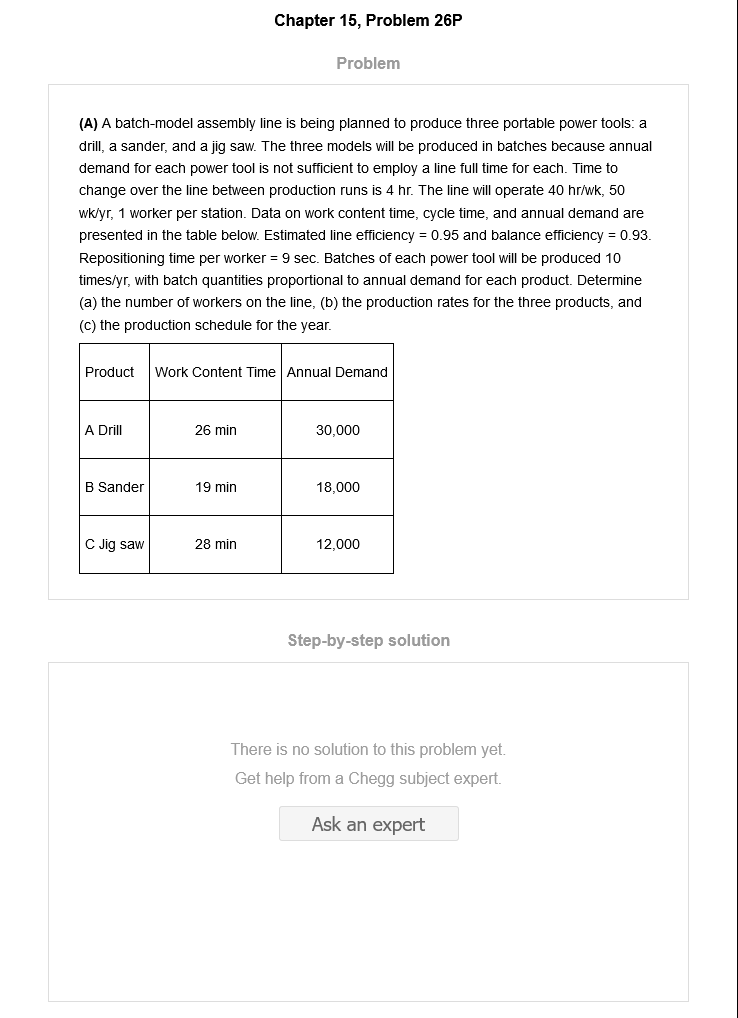 Chapter 15, Problem 26P
Problem
(A) A batch-model assembly line is being planned to produce three portable power tools: a
drill, a sander, and a jig saw. The three models will be produced in batches because annual
demand for each power tool is not sufficient to employ a line full time for each. Time to
change over the line between production runs is 4 hr. The line will operate 40 hr/wk, 50
wk/yr, 1 worker per station. Data on work content time, cycle time, and annual demand are
presented in the table below. Estimated line efficiency = 0.95 and balance efficiency = 0.93.
Repositioning time per worker = 9 sec. Batches of each power tool will be produced 10
times/yr, with batch quantities proportional to annual demand for each product. Determine
(a) the number of workers on the line, (b) the production rates for the three products, and
(c) the production schedule for the year.
Product Work Content Time Annual Demand
A Drill 26 min 30,000
B Sander 19 min 18,000
C Jig saw 28 min 12,000
Step-by-step solution
There is no solution to this problem yet.
Get help from a Chegg subject expert.
Ask an expert